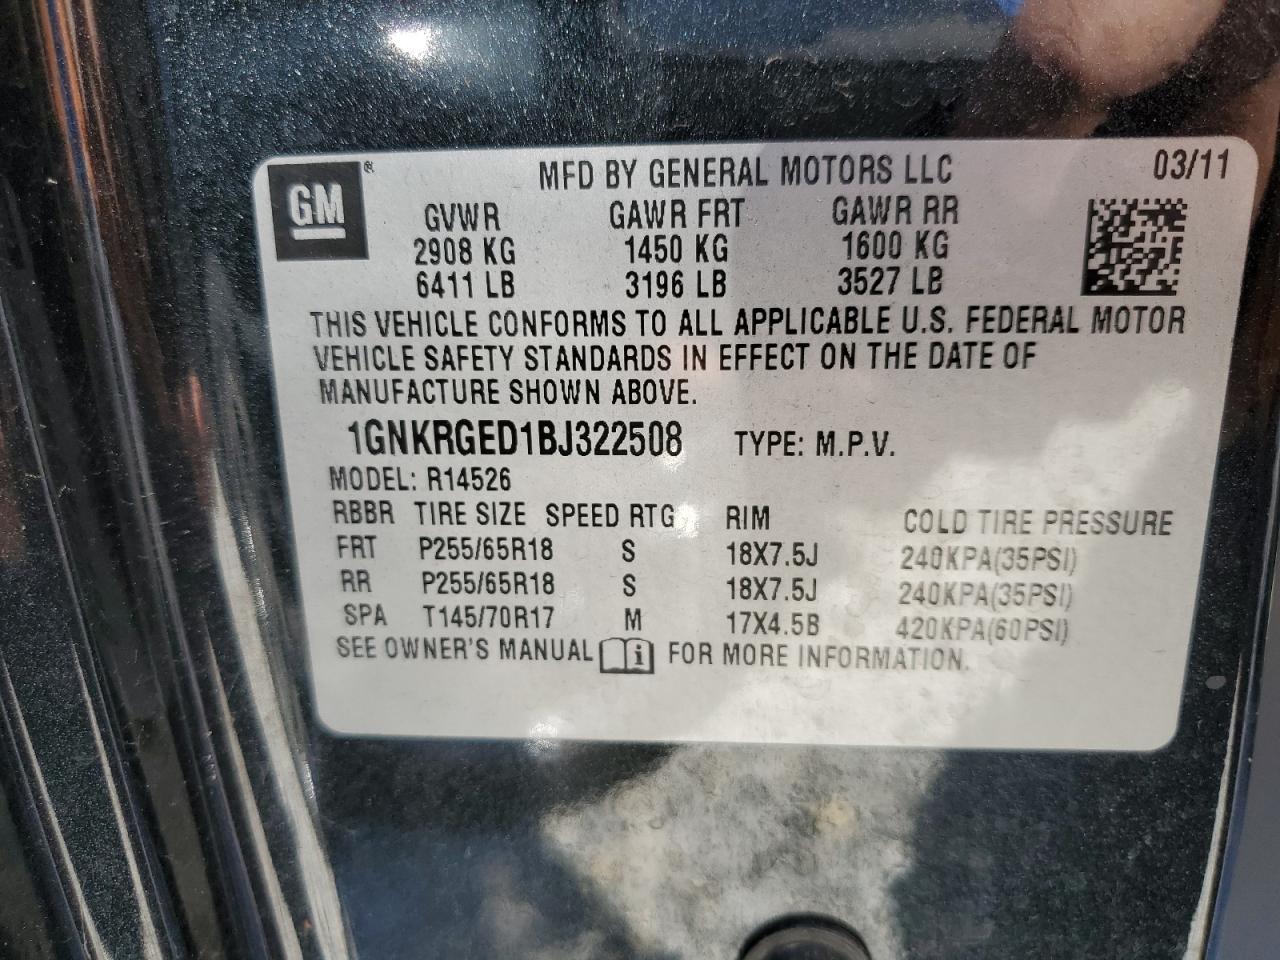 GM ® MFD BY GENERAL MOTORS LLC 03/11
GVWR GAWR FRT GAWR RR
2908 KG 1450 KG 1600 KG
6411 LB 3196 LB 3527 LB
THIS VEHICLE CONFORMS TO ALL APPLICABLE U.S. FEDERAL MOTOR
VEHICLE SAFETY STANDARDS IN EFFECT ON THE DATE OF
MANUFACTURE SHOWN ABOVE.
1GNKRGED1BJ322508 TYPE: M.P.V.
MODEL: R14526
RBBR TIRE SIZE SPEED RTG RIM COLD TIRE PRESSURE
FRT P255/65R18 S 18X7.5J 240KPA(35PSI)
RR P255/65R18 S 18X7.5J 240KPA(35PSI)
SPA T145/70R17 M 17X4.5B 420KPA(60PSI)
SEE OWNER'S MANUAL i FOR MORE INFORMATION.